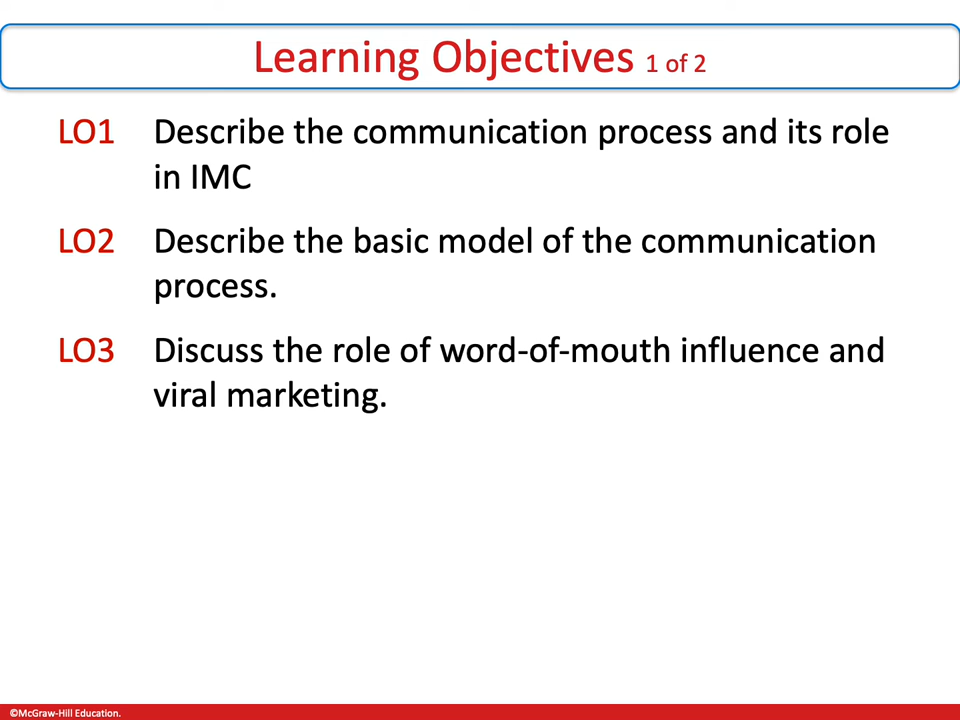 Learning Objectives 1 of 2
LO1 Describe the communication process and its role
in IMC
LO2 Describe the basic model of the communication
process.
LO3 Discuss the role of word-of-mouth influence and
viral marketing.
©McGraw-Hill Education.